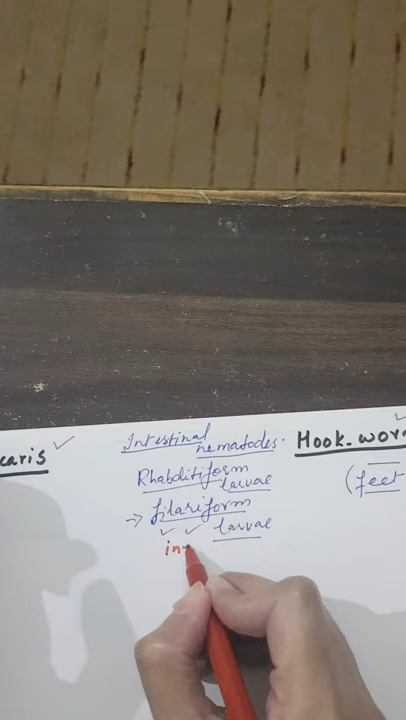 Intestinal nematodes.
caris
Hook-wor
Rhabditiform larvae
(feet
→ filariform larvae
in